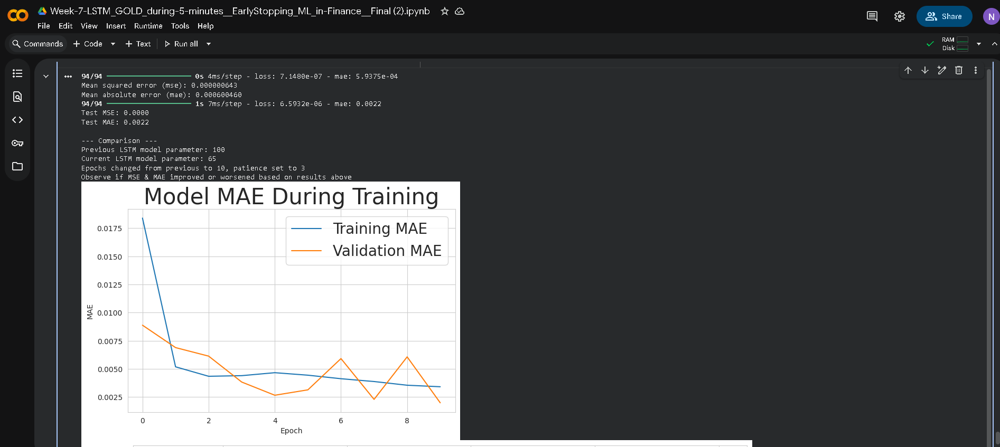 Week-7-LSTM_GOLD_during-5-minutes__EarlyStopping_ML_in-Finance__Final (2).ipynb
File Edit View Insert Runtime Tools Help
Share
N
Commands + Code + Text Run all
RAM
Disk
94/94 0s 4ms/step - loss: 7.1480e-07 - mae: 5.9375e-04
Mean squared error (mse): 0.000000643
Mean absolute error (mae): 0.000600460
94/94 1s 7ms/step - loss: 6.5932e-06 - mae: 0.0022
Test MSE: 0.0000
Test MAE: 0.0022
--- Comparison ---
Previous LSTM model parameter: 100
Current LSTM model parameter: 65
Epochs changed from previous to 10, patience set to 3
Observe if MSE & MAE improved or worsened based on results above
Model MAE During Training
Training MAE
Validation MAE
0.0175
0.0150
0.0125
0.0100
0.0075
0.0050
0.0025
MAE
0 2 4 6 8
Epoch